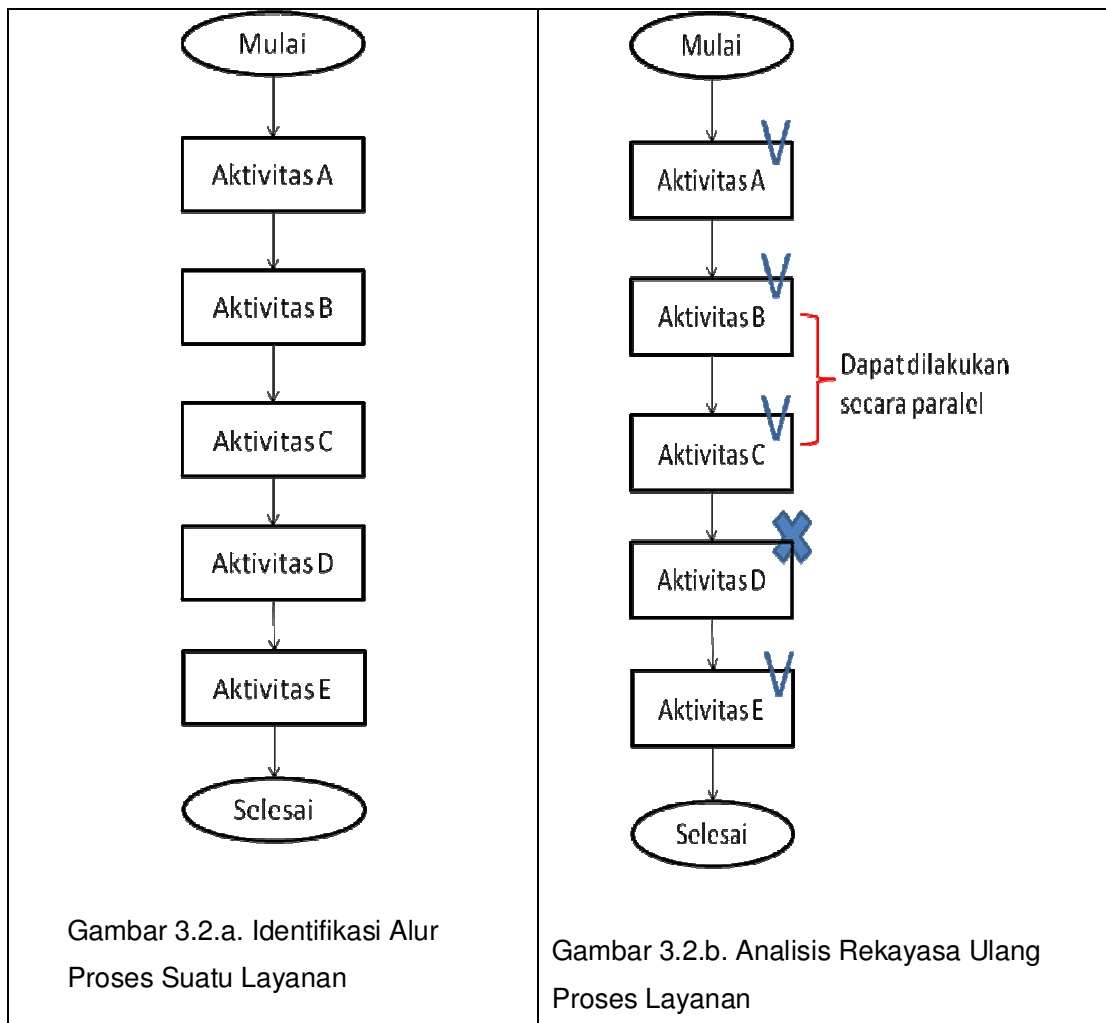 Mulai
Aktivitas A
Aktivitas B
Aktivitas C
Aktivitas D
Aktivitas E
Selesai
Gambar 3.2.a. Identifikasi Alur
Proses Suatu Layanan
Mulai
V
Aktivitas A
V
Aktivitas B
Dapat dilakukan
secara paralel
V
Aktivitas C
Aktivitas D
V
Aktivitas E
Selesai
Gambar 3.2.b. Analisis Rekayasa Ulang
Proses Layanan